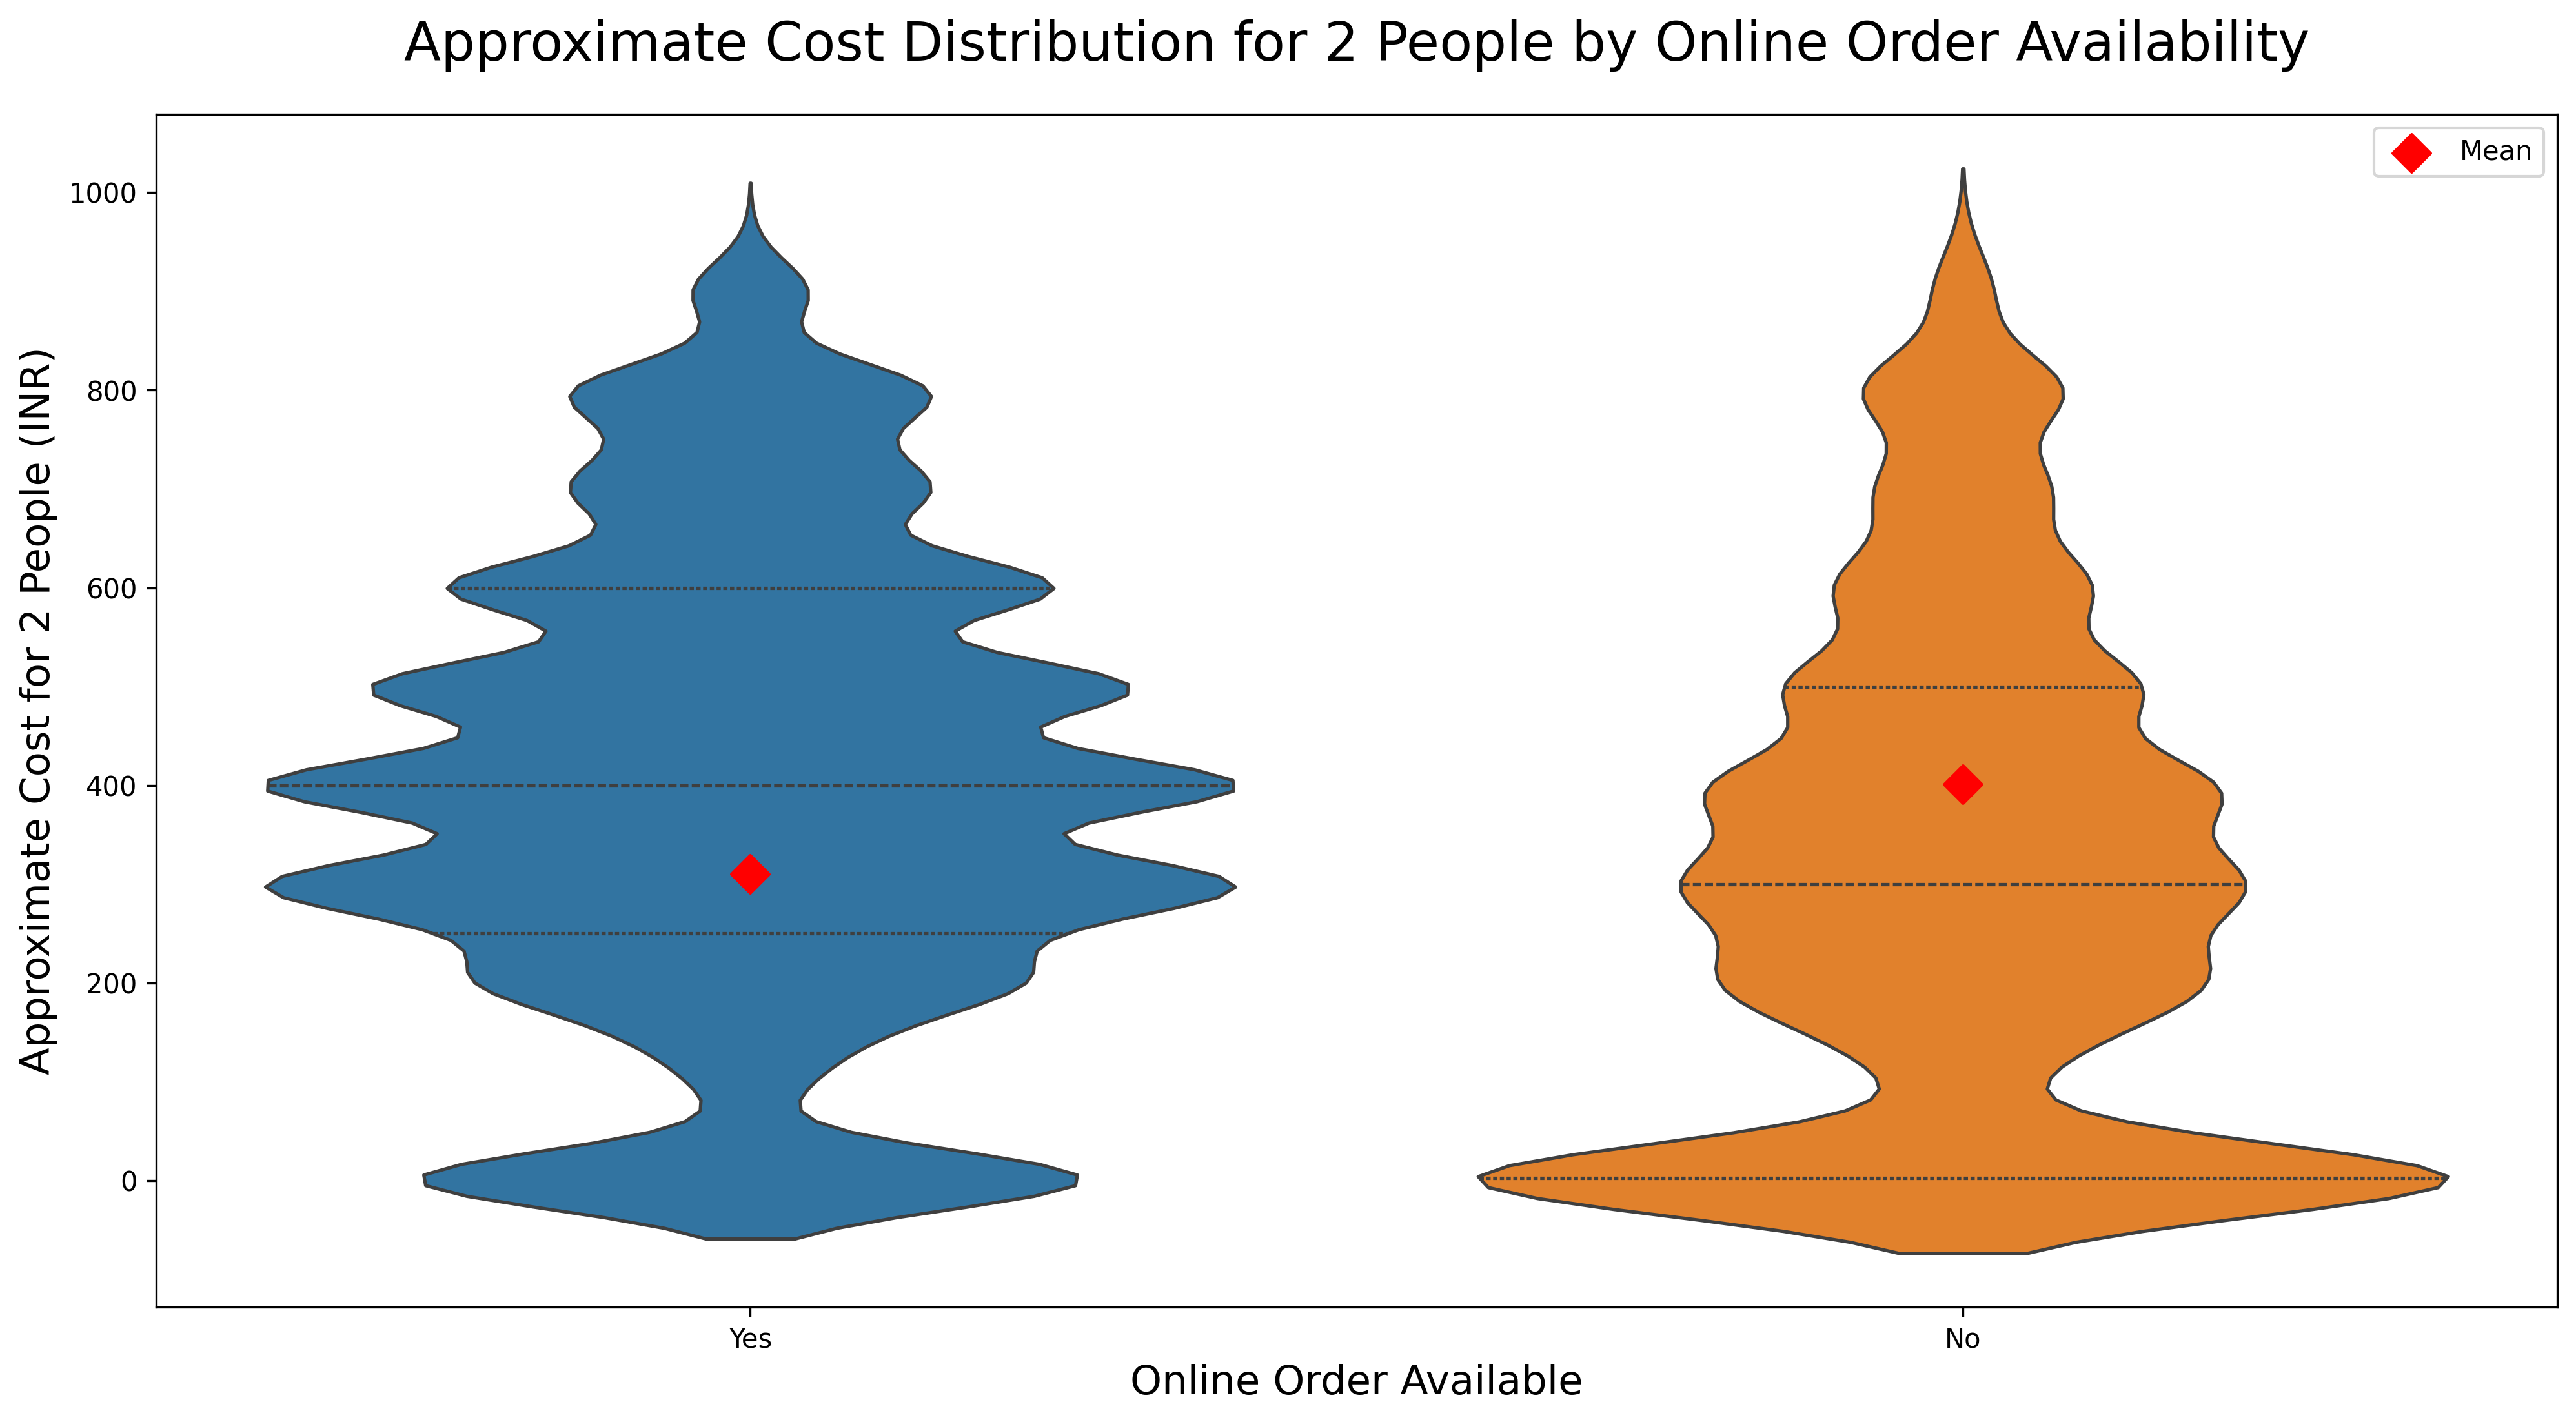 Approximate Cost Distribution for 2 People by Online Order Availability
Mean
Approximate Cost for 2 People (INR)
1000
800
600
400
200
0
Yes
No
Online Order Available